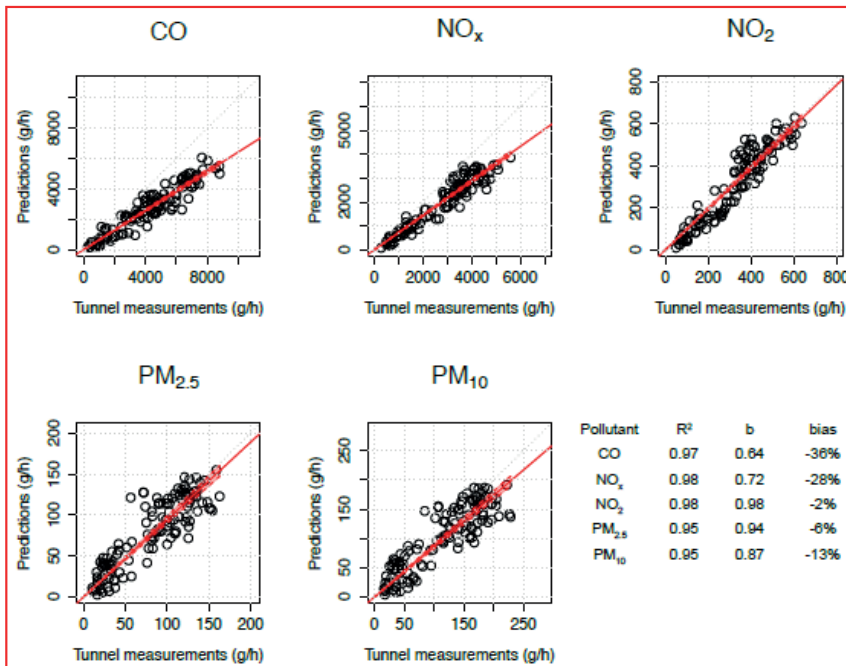 CO
NOₓ
NO₂
Predictions (g/h)
0
4000
8000
0
4000
8000
Tunnel measurements (g/h)
Predictions (g/h)
0
2000
5000
0
2000
4000
6000
Tunnel measurements (g/h)
Predictions (g/h)
0
200
400
600
800
0
200
400
600
800
Tunnel measurements (g/h)
PM₂.₅
PM₁₀
Predictions (g/h)
0
50
100
150
200
0
50
100
150
200
Tunnel measurements (g/h)
Predictions (g/h)
0
50
150
250
0
50
150
250
Tunnel measurements (g/h)
Pollutant R² b bias
CO 0.97 0.64 -36%
NOₓ 0.98 0.72 -28%
NO₂ 0.98 0.98 -2%
PM₂.₅ 0.95 0.94 -6%
PM₁₀ 0.95 0.87 -13%